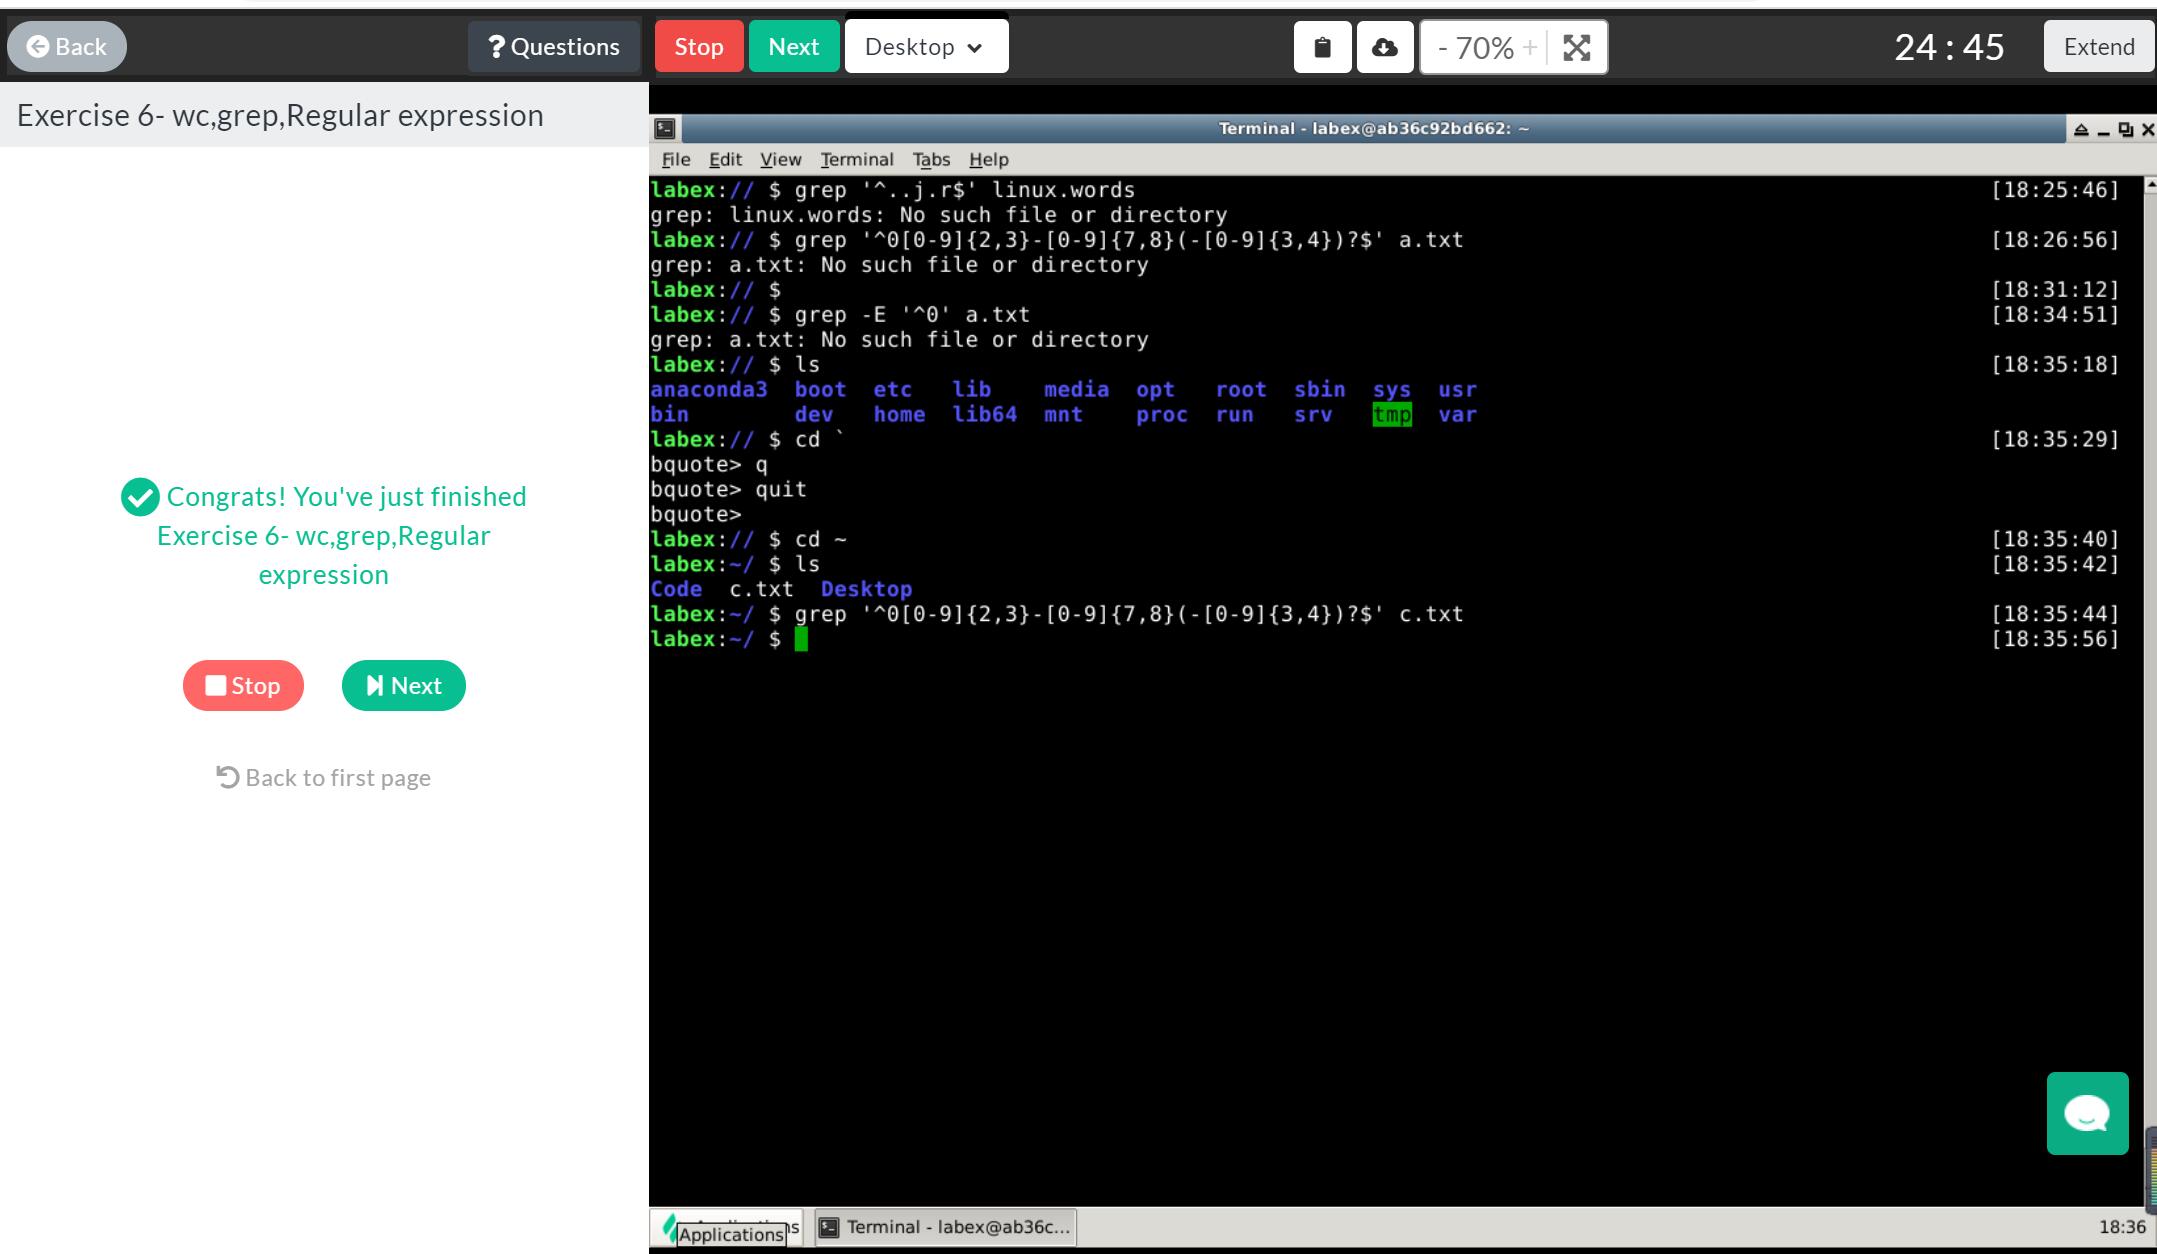 Back
? Questions
Stop
Next
Desktop
- 70% +
24 : 45
Extend
Exercise 6- wc,grep,Regular expression
Congrats! You've just finished
Exercise 6- wc,grep,Regular
expression
Stop
Next
Back to first page
Terminal - labex@ab36c92bd662: ~
File Edit View Terminal Tabs Help
labex:// $ grep '^..j.r$' linux.words [18:25:46]
grep: linux.words: No such file or directory
labex:// $ grep '^0[0-9]{2,3}-[0-9]{7,8}(-[0-9]{3,4})?$' a.txt [18:26:56]
grep: a.txt: No such file or directory
labex:// $ [18:31:12]
labex:// $ grep -E '^0' a.txt [18:34:51]
grep: a.txt: No such file or directory
labex:// $ ls [18:35:18]
anaconda3 boot etc lib media opt root sbin sys usr
bin dev home lib64 mnt proc run srv tmp var
labex:// $ cd ` [18:35:29]
bquote> q
bquote> quit
bquote>
labex:// $ cd ~ [18:35:40]
labex:~/ $ ls [18:35:42]
Code c.txt Desktop
labex:~/ $ grep '^0[0-9]{2,3}-[0-9]{7,8}(-[0-9]{3,4})?$' c.txt [18:35:44]
labex:~/ $ [18:35:56]
Applications
Terminal - labex@ab36c...
18:36